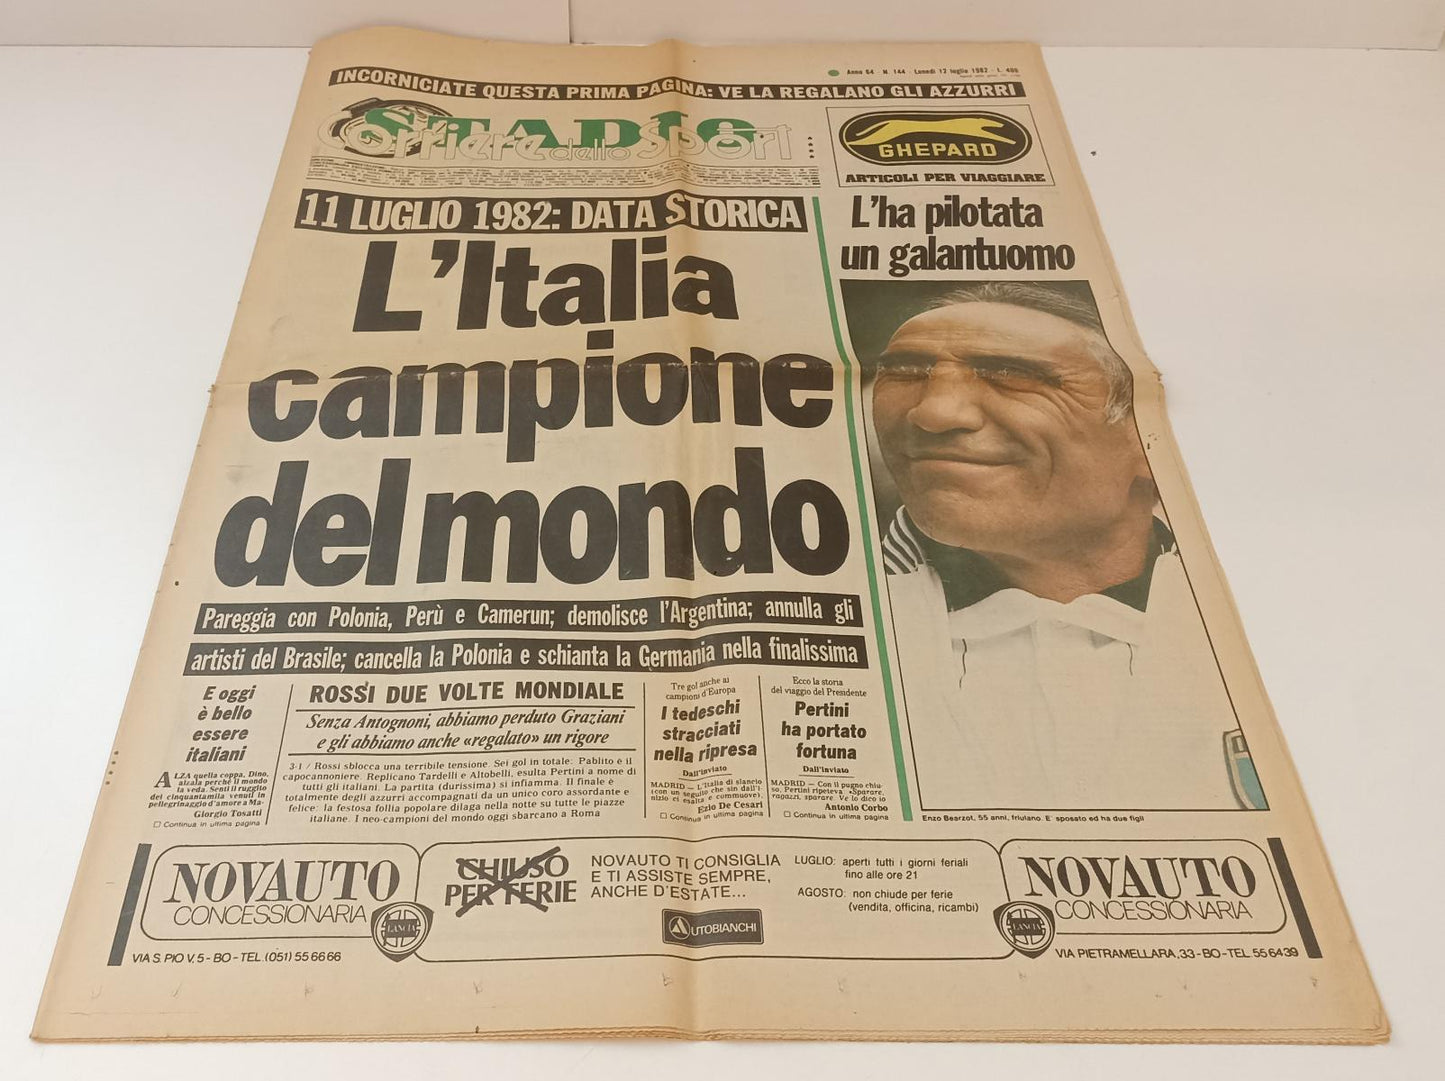 Anno 64 - N. 144 - Lunedì 12 luglio 1982 - L. 400
INCORNICIATE QUESTA PRIMA PAGINA: VE LA REGALANO GLI AZZURRI
STADIO
Corriere dello Sport
GHEPARD
ARTICOLI PER VIAGGIARE
11 LUGLIO 1982: DATA STORICA
L'Italia
campione
del mondo
L'ha pilotata
un galantuomo
Pareggia con Polonia, Perù e Camerun; demolisce l'Argentina; annulla gli
artisti del Brasile; cancella la Polonia e schianta la Germania nella finalissima
E oggi
è bello
essere
italiani
ALZA quella coppa, Dino,
alzala perché il mondo
la veda. Senti il ruggito
dei cinquantamila venuti in
pellegrinaggio d'amore a Ma-
Giorgio Tosatti
☐ Continua in ultima pagina
ROSSI DUE VOLTE MONDIALE
Senza Antognoni, abbiamo perduto Graziani
e gli abbiamo anche «regalato» un rigore
3-1 / Rossi sblocca una terribile tensione. Sei gol in totale: Pablito è il
capocannoniere. Replicano Tardelli e Altobelli, esulta Pertini a nome di
tutti gli italiani. La partita (durissima) si infiamma. Il finale è
totalmente degli azzurri accompagnati da un unico coro assordante e
felice: la festosa follia popolare dilaga nella notte su tutte le piazze
italiane. I neo-campioni del mondo oggi sbarcano a Roma
Tre gol anche ai
campioni d'Europa
I tedeschi
stracciati
nella ripresa
Dall'inviato
MADRID — L'Italia di slancio
(con un seguito che sin dall'i-
nizio ci esalta e commuove),
Ezio De Cesari
☐ Continua in ultima pagina
Ecco la storia
del viaggio del Presidente
Pertini
ha portato
fortuna
Dall'inviato
MADRID — Con il pugno chiu-
so, Pertini ripeteva «Sparare,
ragazzi, sparare. Ve lo dico io
Antonio Corbo
☐ Continua in ultima pagina
Enzo Bearzot, 55 anni, friulano. E' sposato ed ha due figli
NOVAUTO
CONCESSIONARIA
LANCIA
VIA S. PIO V, 5 - BO - TEL. (051) 55 66 66
CHIUSO
PER FERIE
NOVAUTO TI CONSIGLIA
E TI ASSISTE SEMPRE,
ANCHE D'ESTATE...
AUTOBIANCHI
LUGLIO: aperti tutti i giorni feriali
fino alle ore 21
AGOSTO: non chiude per ferie
(vendita, officina, ricambi)
NOVAUTO
CONCESSIONARIA
LANCIA
VIA PIETRAMELLARA, 33 - BO - TEL. 55 64 39